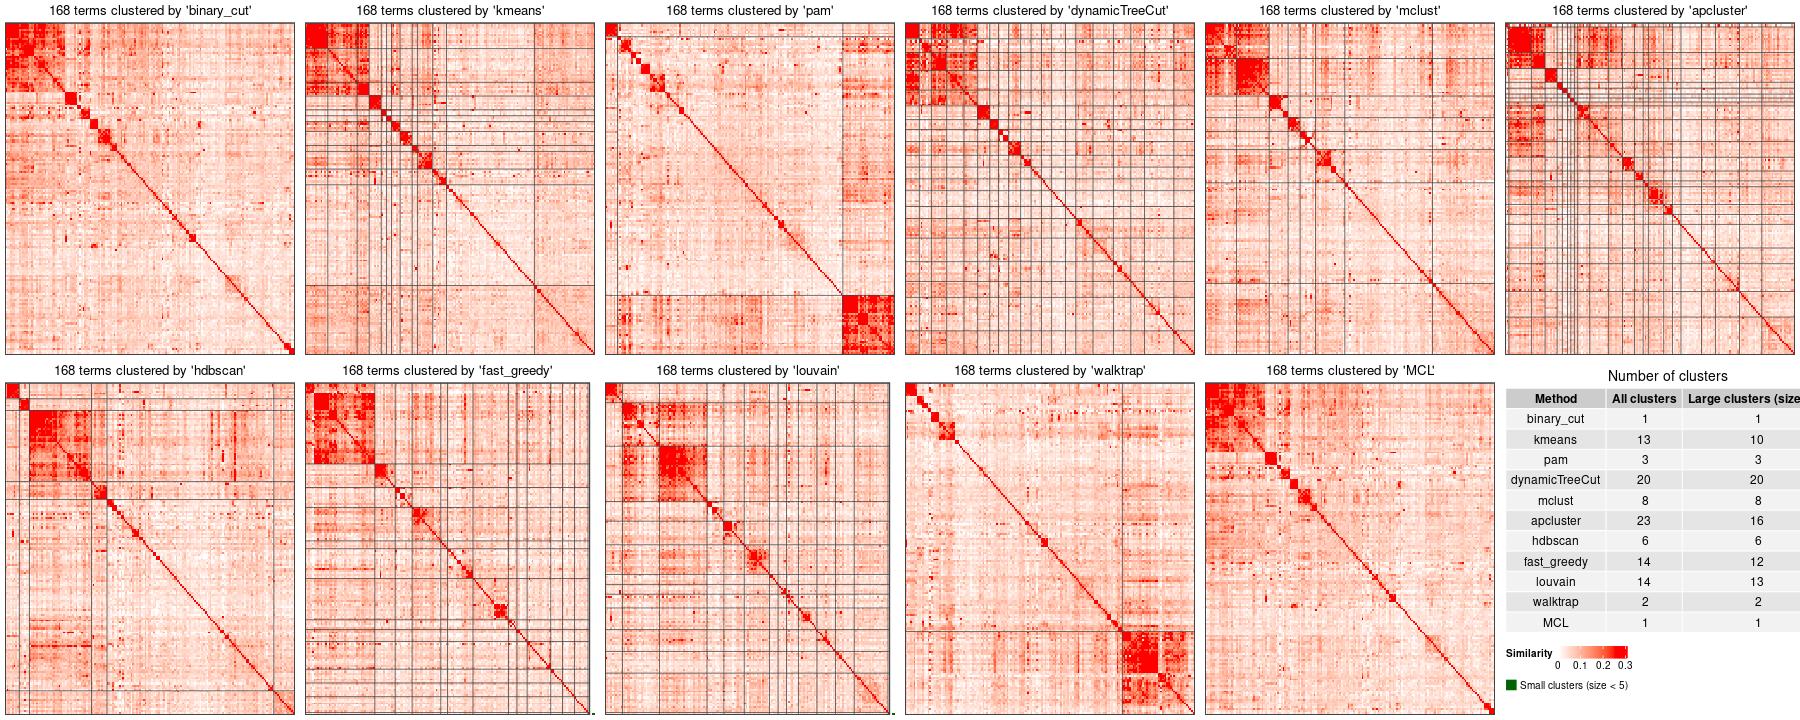 168 terms clustered by 'binary_cut'
168 terms clustered by 'kmeans'
168 terms clustered by 'pam'
168 terms clustered by 'dynamicTreeCut'
168 terms clustered by 'mclust'
168 terms clustered by 'apcluster'
168 terms clustered by 'hdbscan'
168 terms clustered by 'fast_greedy'
168 terms clustered by 'louvain'
168 terms clustered by 'walktrap'
168 terms clustered by 'MCL'
Number of clusters
Method All clusters Large clusters (size
binary_cut 1 1
kmeans 13 10
pam 3 3
dynamicTreeCut 20 20
mclust 8 8
apcluster 23 16
hdbscan 6 6
fast_greedy 14 12
louvain 14 13
walktrap 2 2
MCL 1 1
Similarity
0 0.1 0.2 0.3
Small clusters (size < 5)